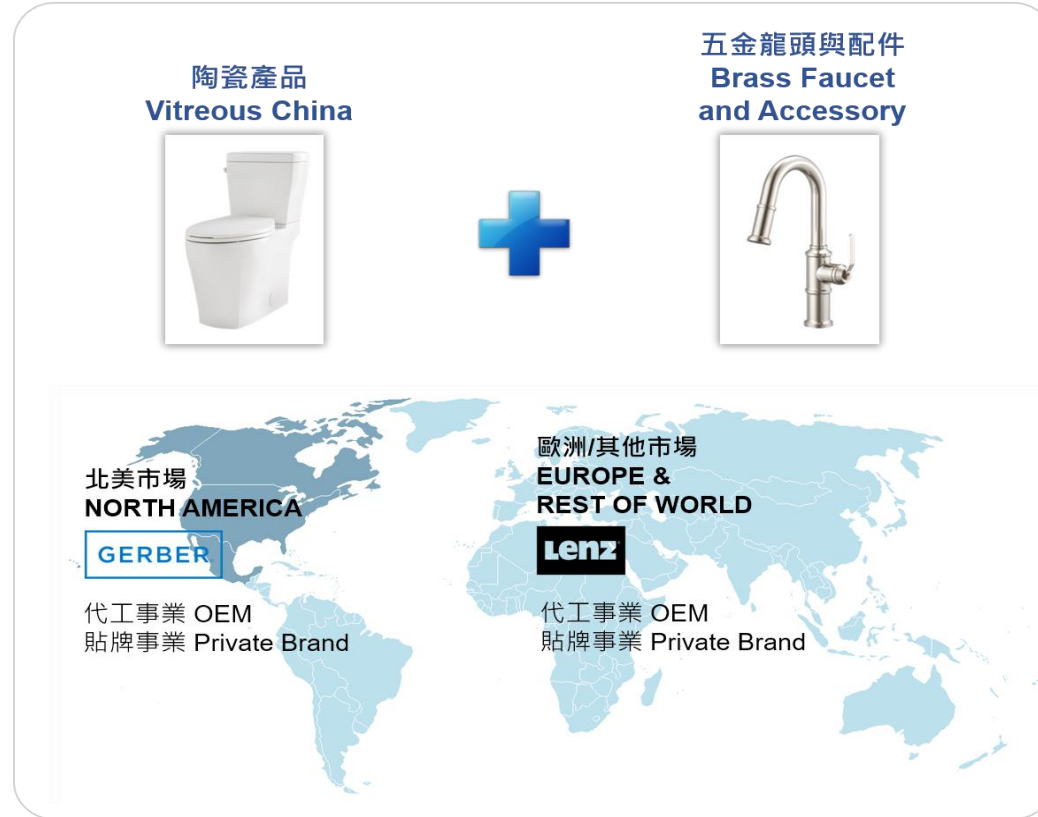 陶瓷產品
Vitreous China
五金龍頭與配件
Brass Faucet
and Accessory
北美市場
NORTH AMERICA
GERBER
代工事業 OEM
貼牌事業 Private Brand
歐洲/其他市場
EUROPE &
REST OF WORLD
Lenz
代工事業 OEM
貼牌事業 Private Brand